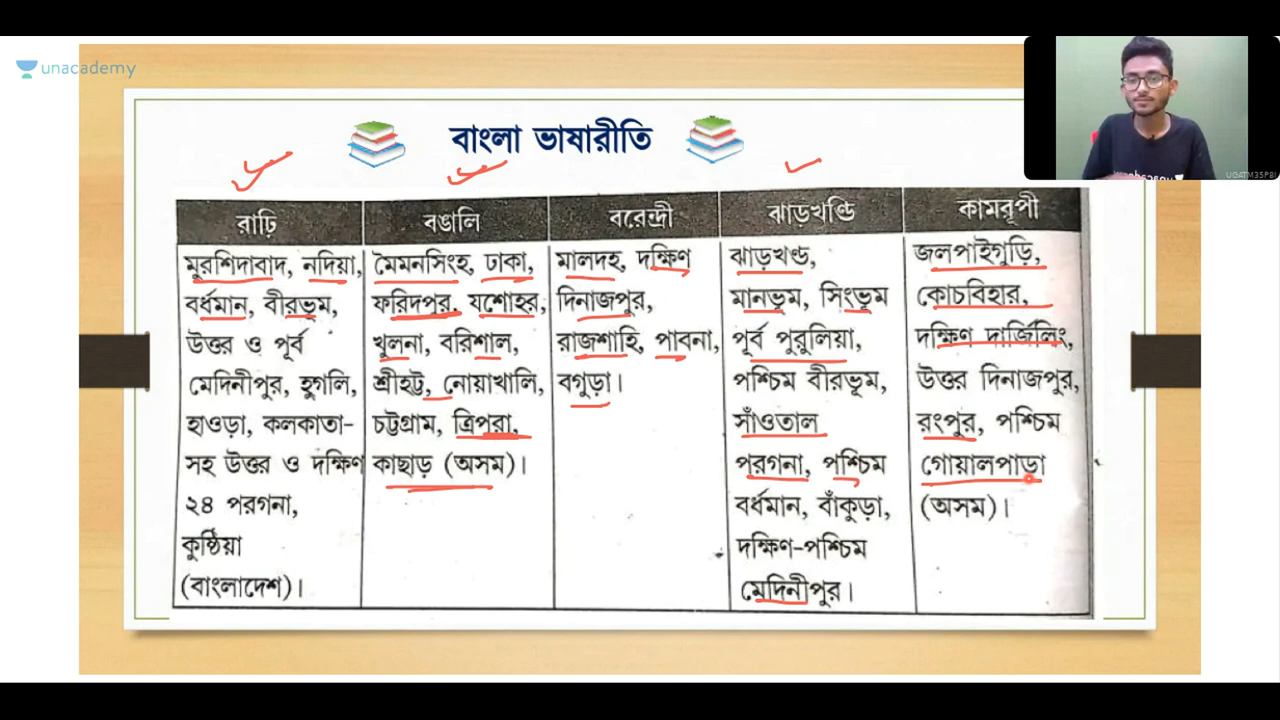 unacademy
বাংলা ভাষারীতি
রাঢ়ি
মুরশিদাবাদ, নদিয়া,
বর্ধমান, বীরভূম,
উত্তর ও পূর্ব
মেদিনীপুর, হুগলি,
হাওড়া, কলকাতা-
সহ উত্তর ও দক্ষিণ
২৪ পরগনা,
কুষ্ঠিয়া
(বাংলাদেশ)।
বঙালি
মৈমনসিংহ, ঢাকা,
ফরিদপুর, যশোহর,
খুলনা, বরিশাল,
শ্রীহট্ট, নোয়াখালি,
চট্টগ্রাম, ত্রিপরা,
কাছাড় (অসম)।
বরেন্দ্রী
মালদহ, দক্ষিণ
দিনাজপুর,
রাজশাহি, পাবনা,
বগুড়া।
ঝাড়খণ্ডি
ঝাড়খণ্ড,
মানভূম, সিংভূম
পূর্ব পুরুলিয়া,
পশ্চিম বীরভূম,
সাঁওতাল
পরগনা, পশ্চিম
বর্ধমান, বাঁকুড়া,
দক্ষিণ-পশ্চিম
মেদিনীপুর।
কামরূপী
জলপাইগুড়ি,
কোচবিহার,
দক্ষিণ দার্জিলিং,
উত্তর দিনাজপুর,
রংপুর, পশ্চিম
গোয়ালপাড়া
(অসম)।